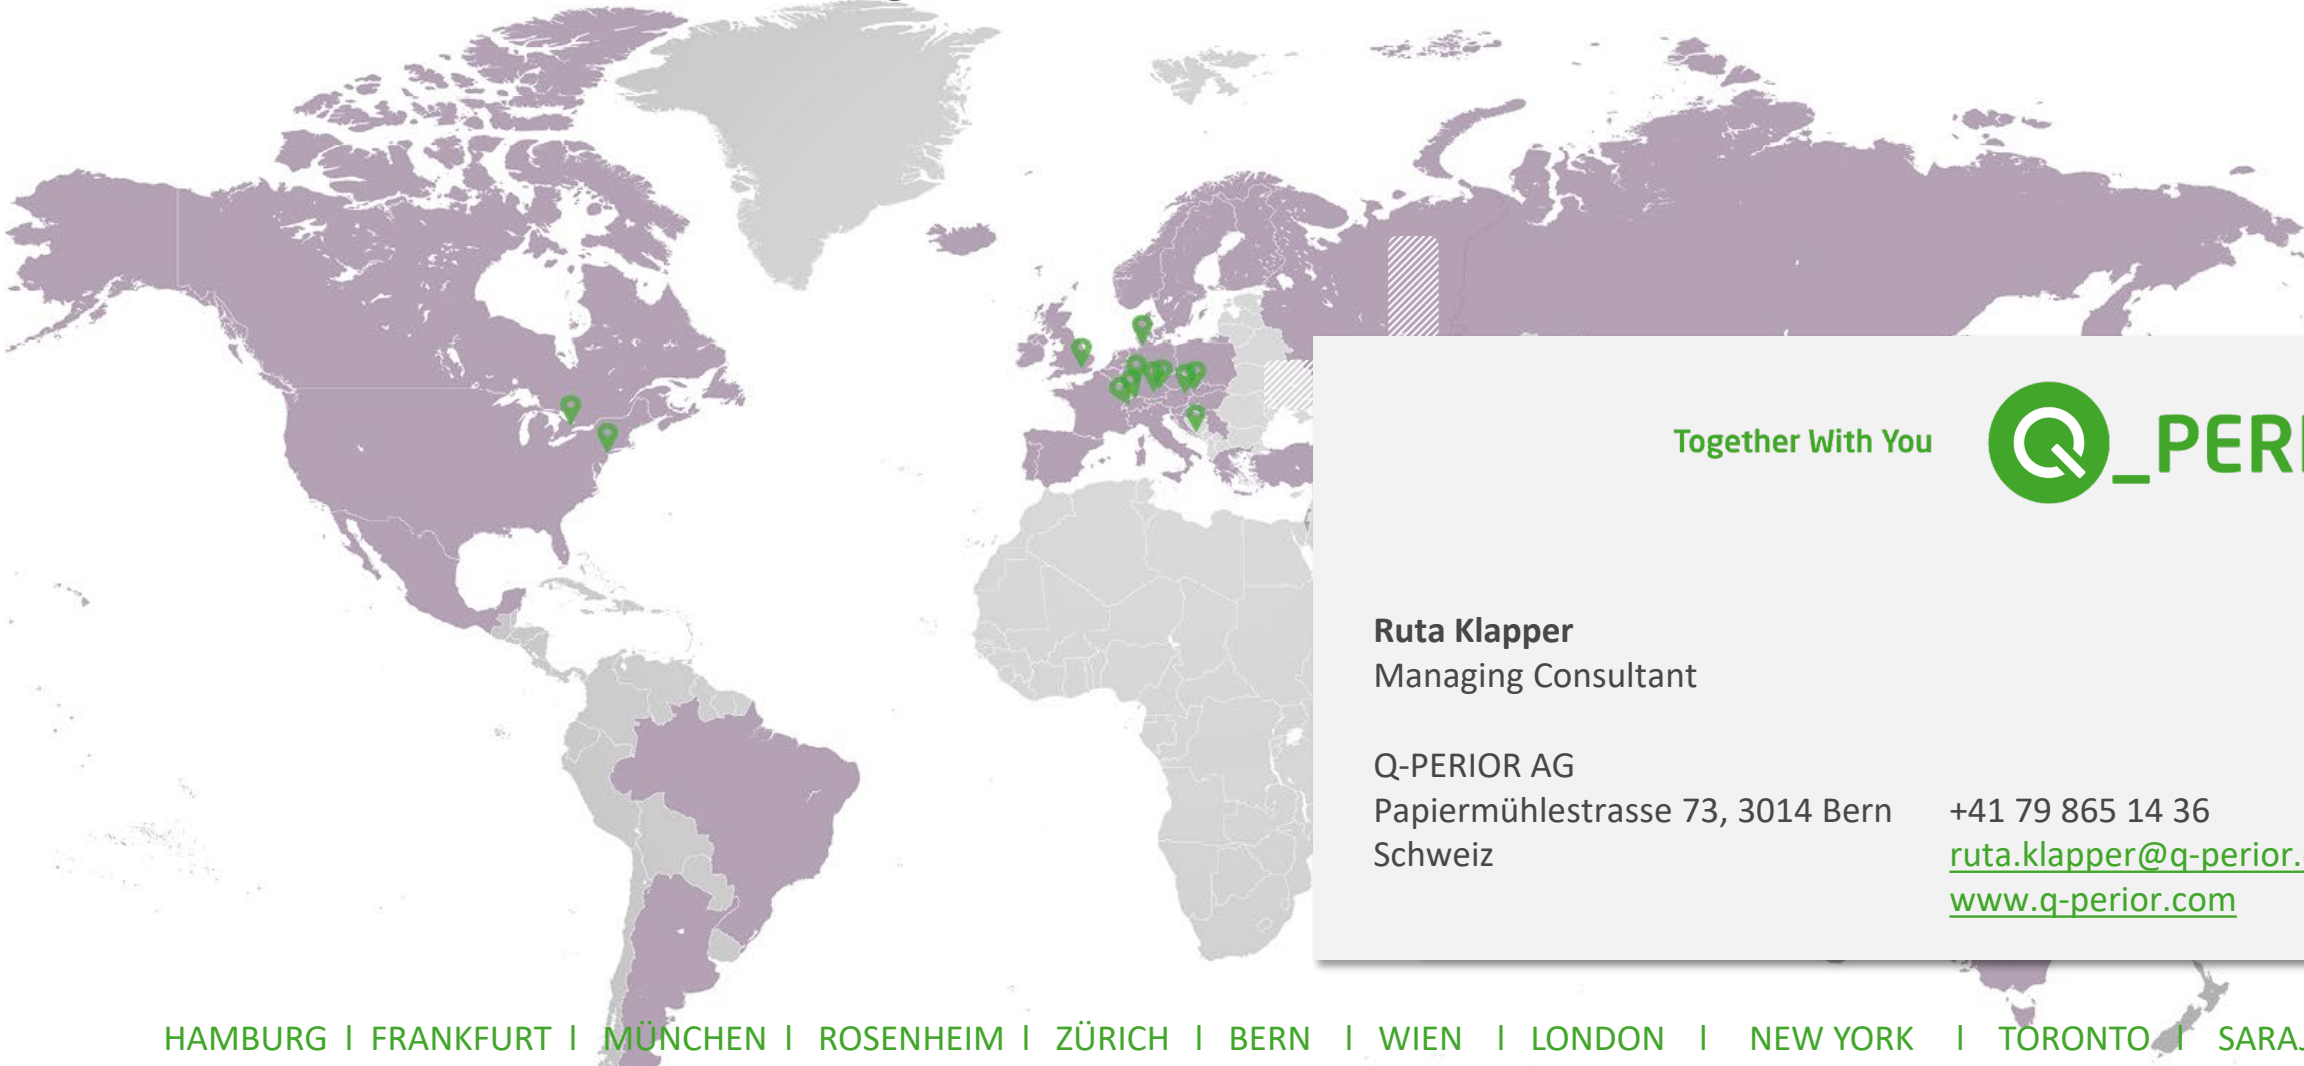 Together With You
Q_PERI
Ruta Klapper
Managing Consultant
Q-PERIOR AG
Papiermühlestrasse 73, 3014 Bern
Schweiz
+41 79 865 14 36
ruta.klapper@q-perior.
www.q-perior.com
HAMBURG I FRANKFURT I MÜNCHEN I ROSENHEIM I ZÜRICH I BERN I WIEN I LONDON I NEW YORK I TORONTO I SARAJ